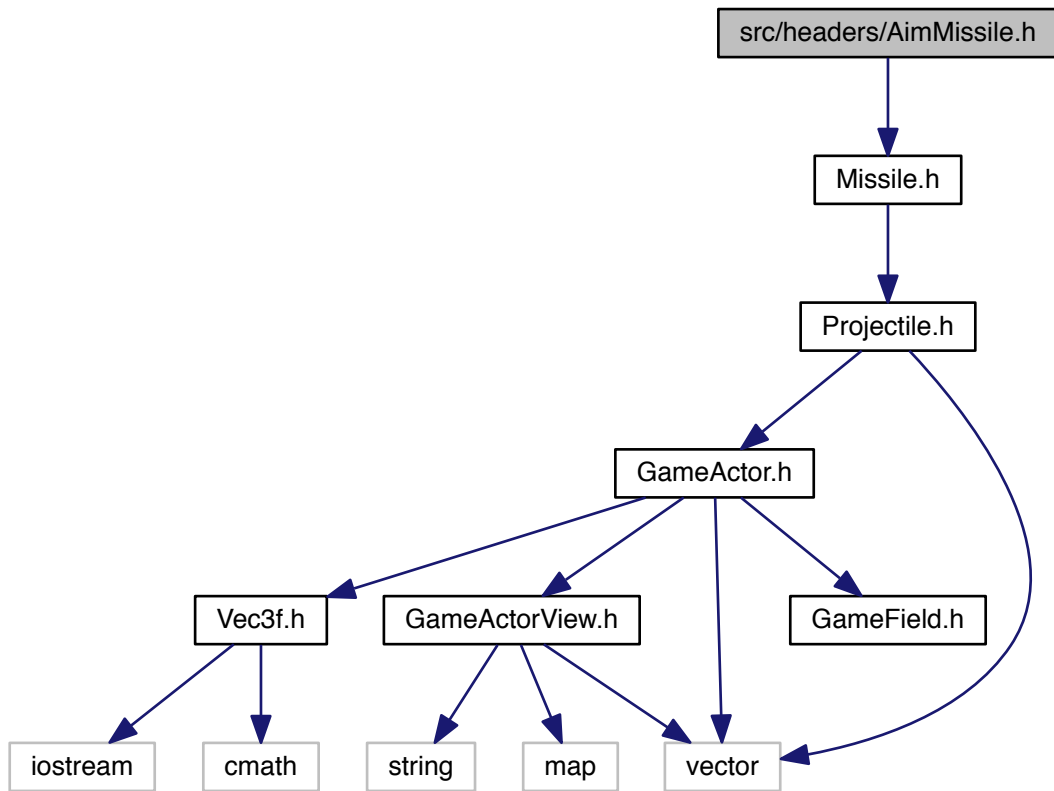 src/headers/AimMissile.h
Missile.h
Projectile.h
GameActor.h
Vec3f.h
GameActorView.h
GameField.h
iostream
cmath
string
map
vector